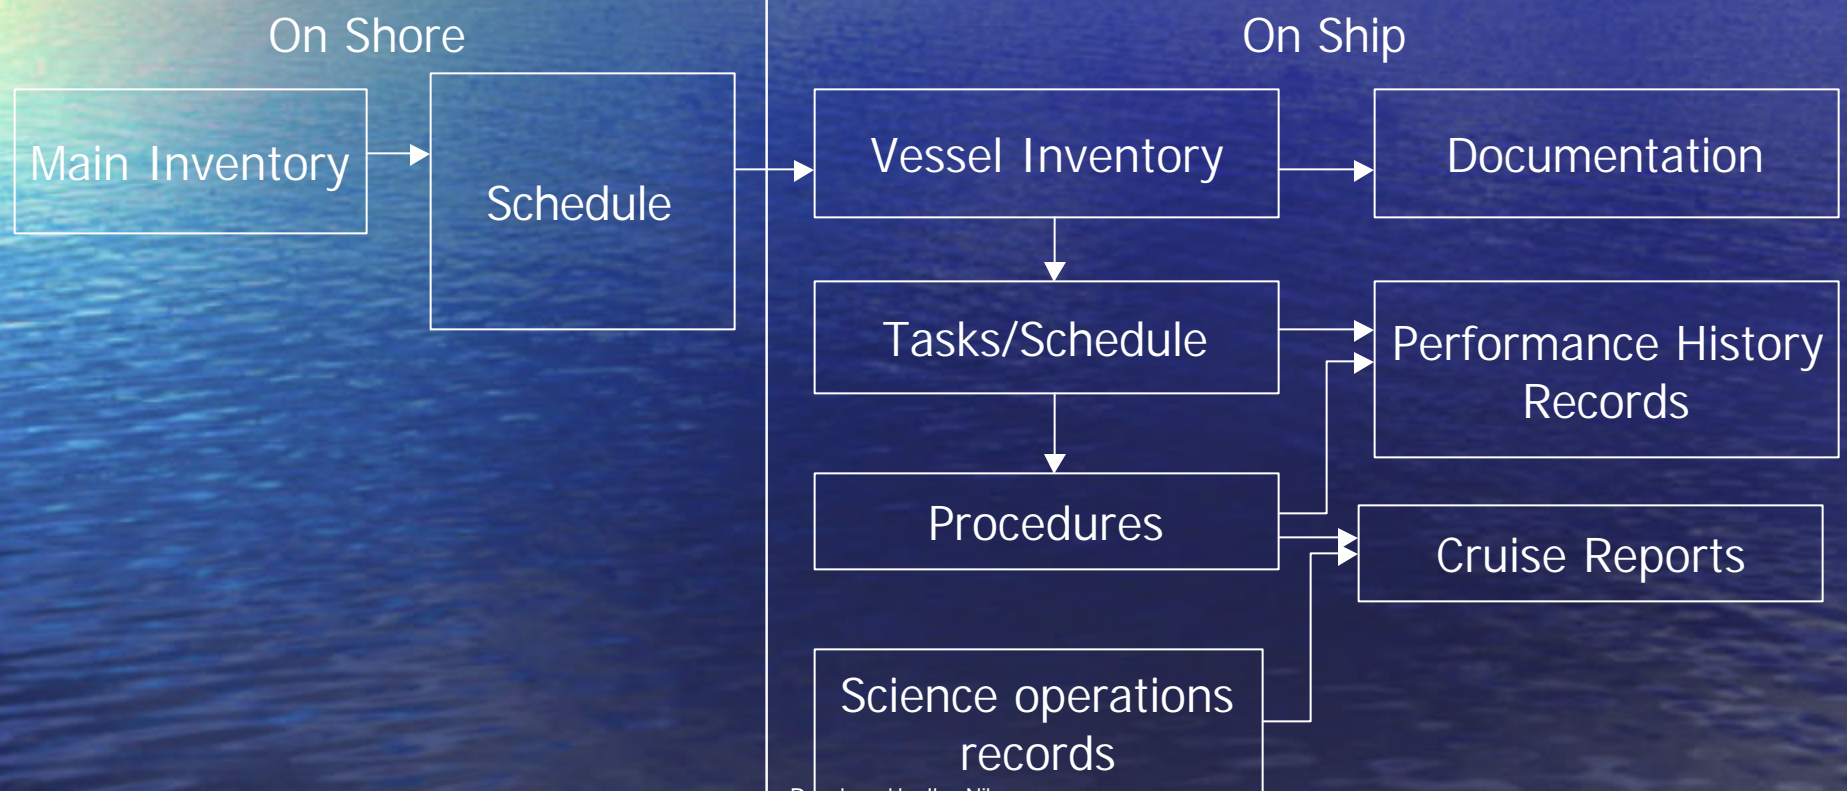 On Shore
On Ship
Main Inventory
Schedule
Vessel Inventory
Documentation
Tasks/Schedule
Performance History
Records
Procedures
Cruise Reports
Science operations
records